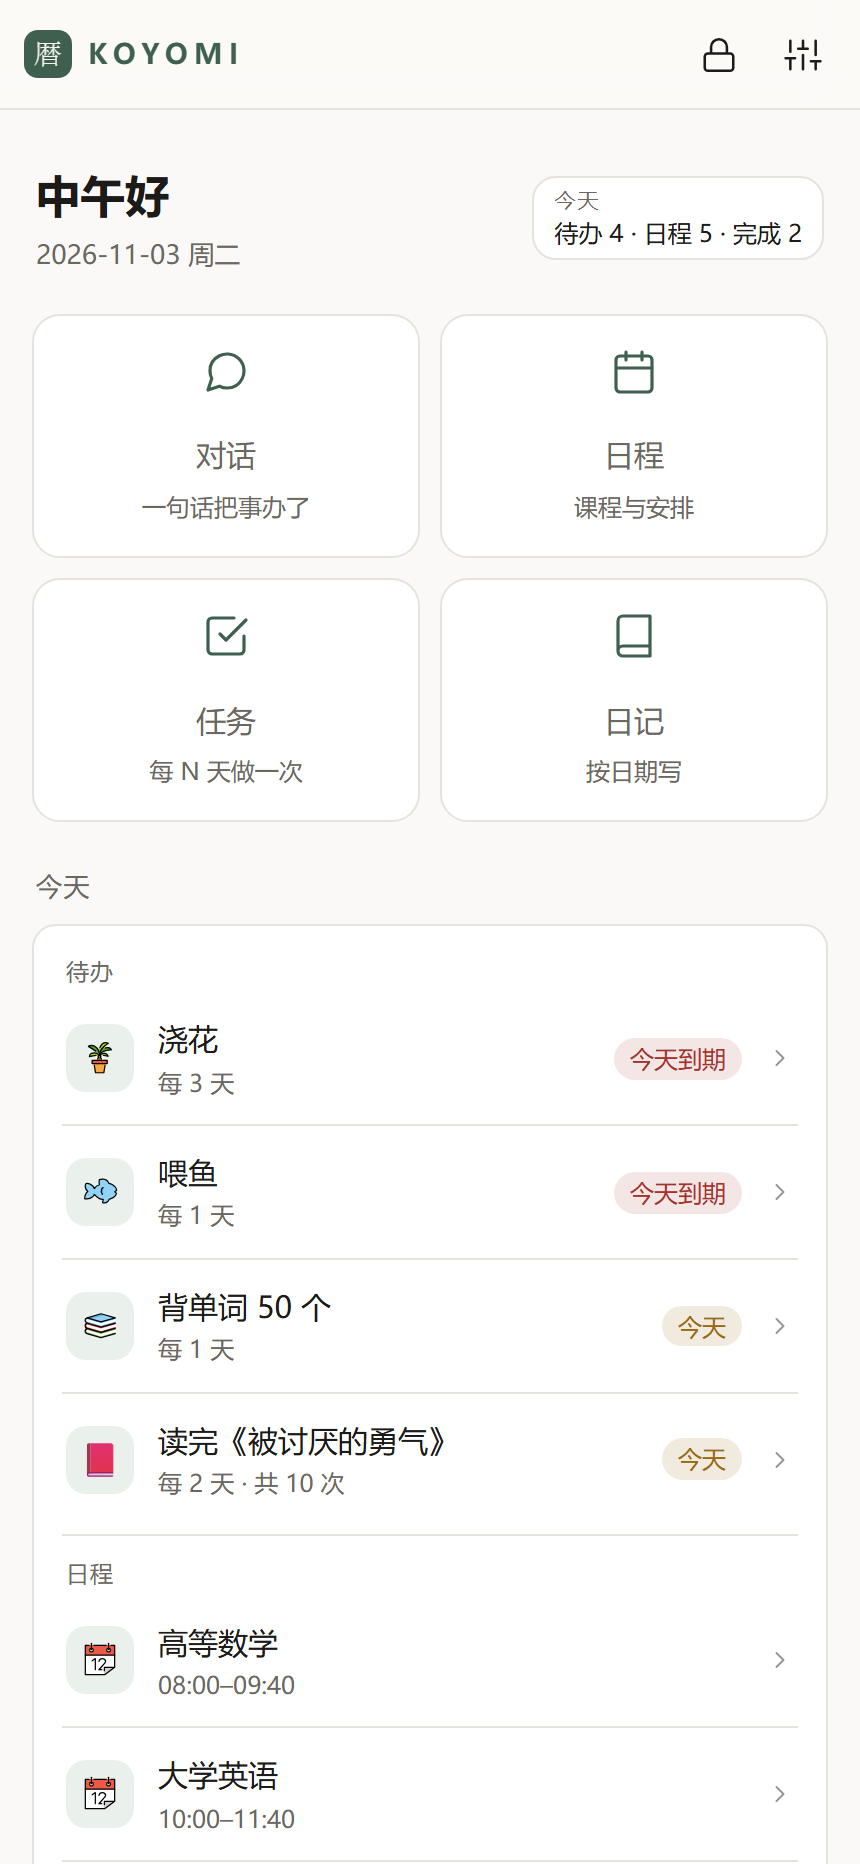 暦 KOYOMI
中午好
2026-11-03 周二
今天
待办 4 · 日程 5 · 完成 2
对话
一句话把事办了
日程
课程与安排
任务
每 N 天做一次
日记
按日期写
今天
待办
浇花
每 3 天
今天到期
喂鱼
每 1 天
今天到期
背单词 50 个
每 1 天
今天
读完《被讨厌的勇气》
每 2 天 · 共 10 次
今天
日程
12
高等数学
08:00–09:40
12
大学英语
10:00–11:40